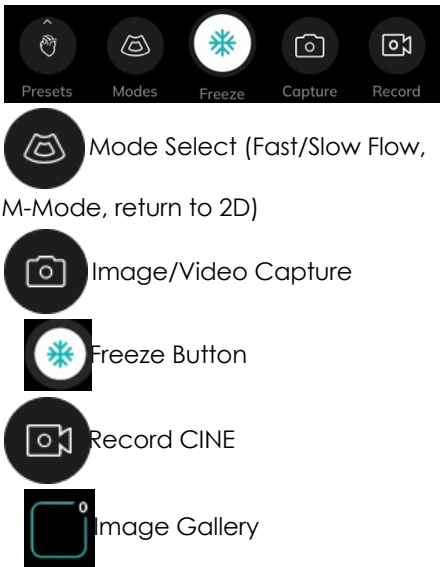 Presets Modes Freeze Capture Record
Mode Select (Fast/Slow Flow,
M-Mode, return to 2D)
Image/Video Capture
Freeze Button
Record CINE
0
Image Gallery